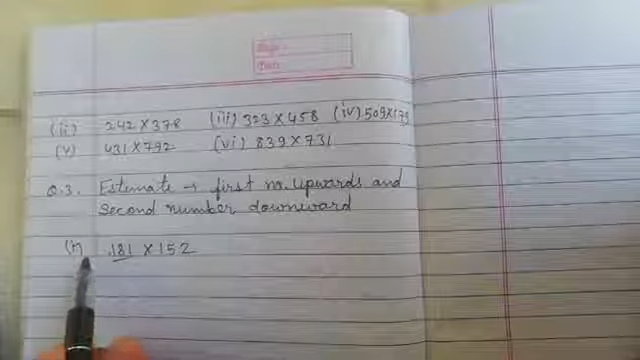 Page:
Date:
(ii) 242 × 378 (iii) 323 × 458 (iv) 509 × 179
(v) 431 × 792 (vi) 839 × 731
Q.3. Estimate → first no. upwards and
second number downward
181 × 152